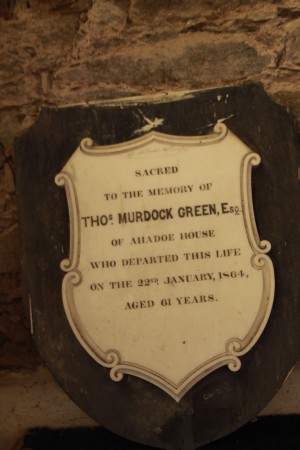 SACRED
TO THE MEMORY OF
THOS MURDOCK GREEN, ESQ.
OF AHADOE HOUSE
WHO DEPARTED THIS LIFE
ON THE 22ND JANUARY, 1864,
AGED 61 YEARS.